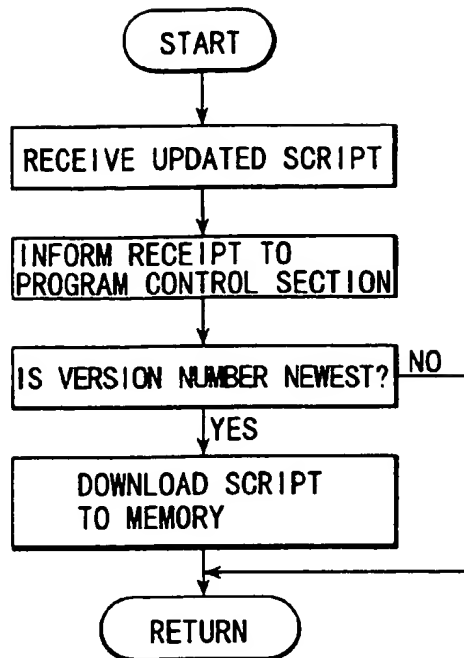 START
RECEIVE UPDATED SCRIPT
INFORM RECEIPT TO
PROGRAM CONTROL SECTION
IS VERSION NUMBER NEWEST?
NO
YES
DOWNLOAD SCRIPT
TO MEMORY
RETURN